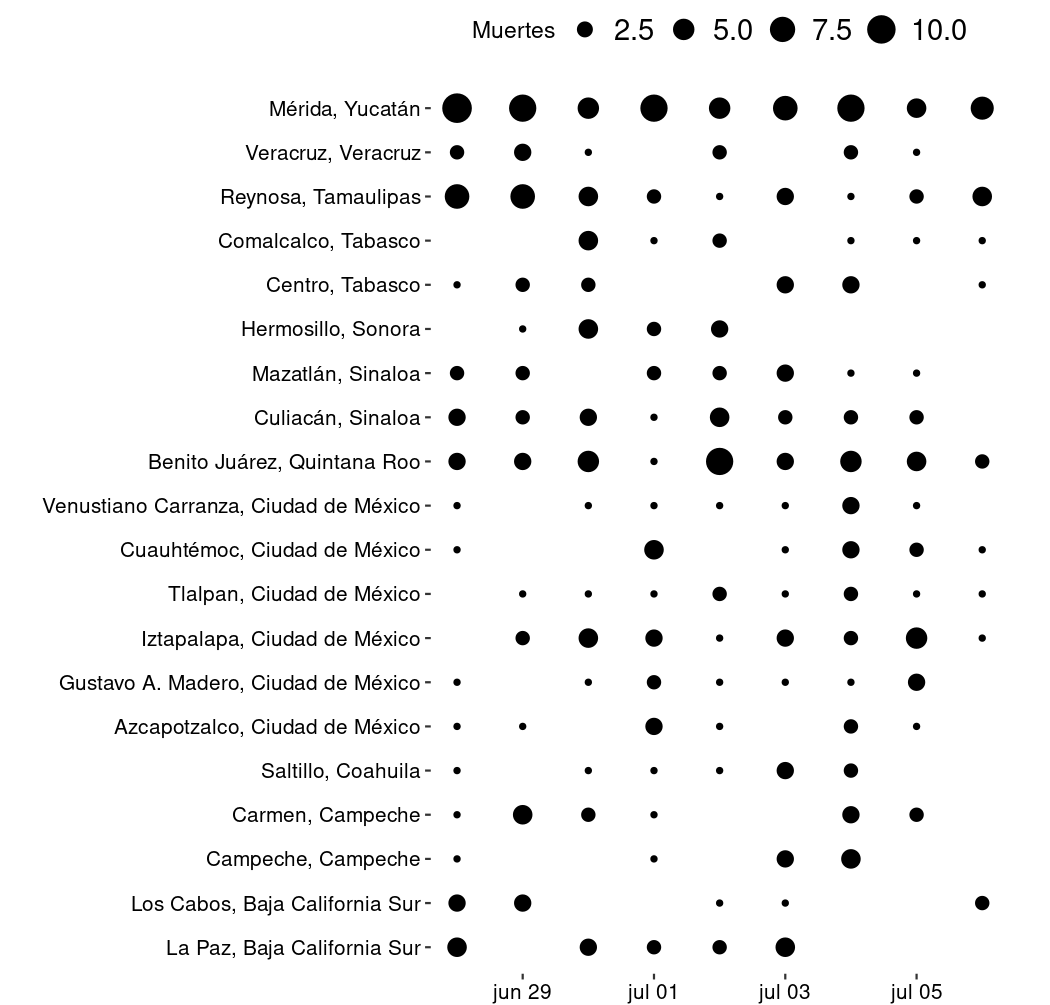 Muertes 2.5 5.0 7.5 10.0
Mérida, Yucatán
Veracruz, Veracruz
Reynosa, Tamaulipas
Comalcalco, Tabasco
Centro, Tabasco
Hermosillo, Sonora
Mazatlán, Sinaloa
Culiacán, Sinaloa
Benito Juárez, Quintana Roo
Venustiano Carranza, Ciudad de México
Cuauhtémoc, Ciudad de México
Tlalpan, Ciudad de México
Iztapalapa, Ciudad de México
Gustavo A. Madero, Ciudad de México
Azcapotzalco, Ciudad de México
Saltillo, Coahuila
Carmen, Campeche
Campeche, Campeche
Los Cabos, Baja California Sur
La Paz, Baja California Sur
jun 29 jul 01 jul 03 jul 05